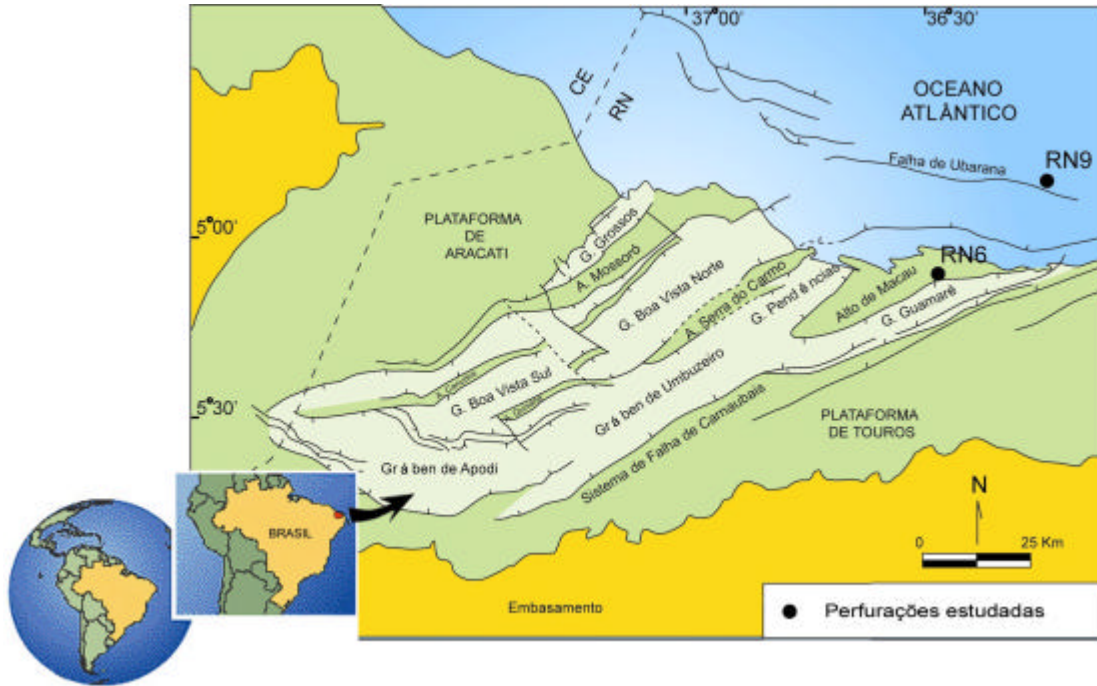 37°00'
36°30'
CE
RN
OCEANO
ATLÂNTICO
Falha de Ubarana
RN9
5°00'
PLATAFORMA
DE
ARACATI
G. Grossos
A. Mossoró
G. Boa Vista Norte
A. Serra do Carmo
G. Pend ê ncias
Alto de Macau
RN6
G. Guamaré
G. Boa Vista Sul
Gr á ben de Umbuzeiro
5°30'
Gr á ben de Apodi
Sistema de Falha de Carnaubais
PLATAFORMA
DE TOUROS
N
0 25 Km
BRASIL
Embasamento
Perfurações estudadas